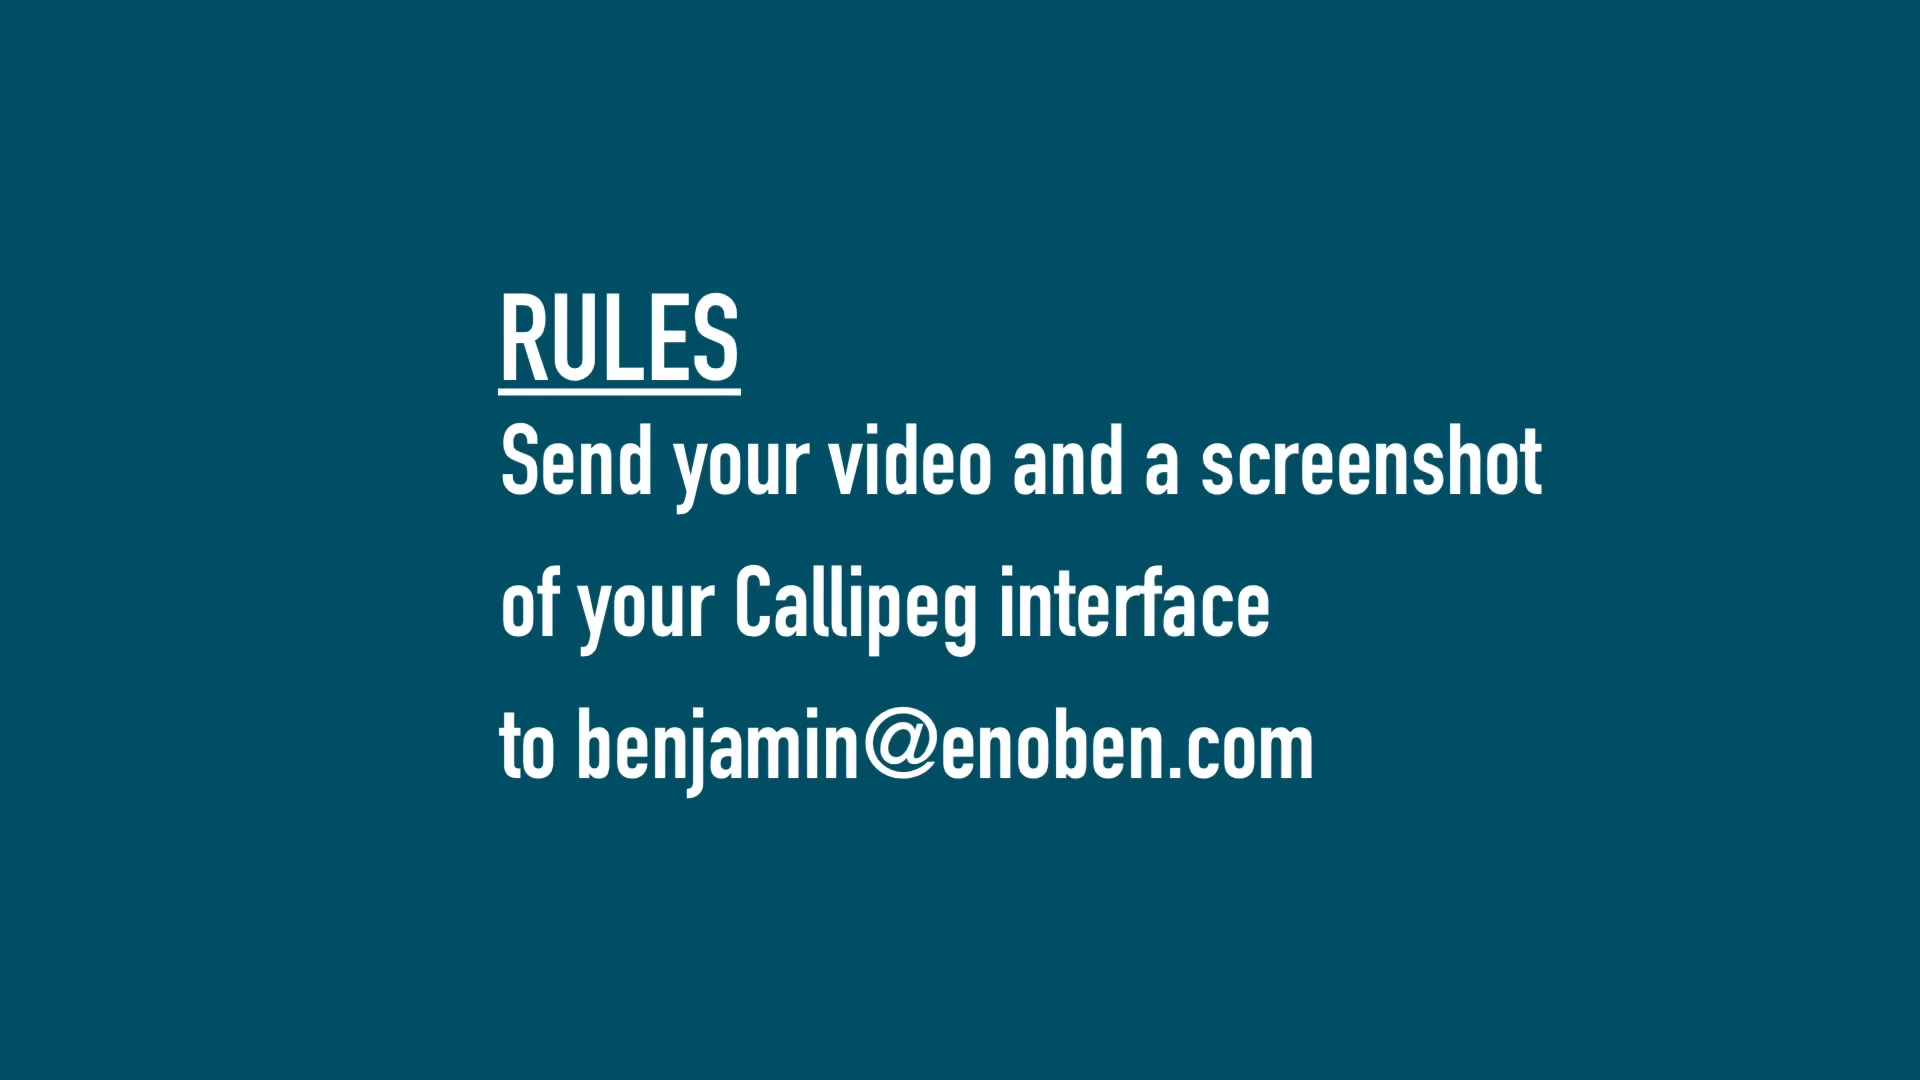 RULES
Send your video and a screenshot
of your Callipeg interface
to benjamin@enoben.com